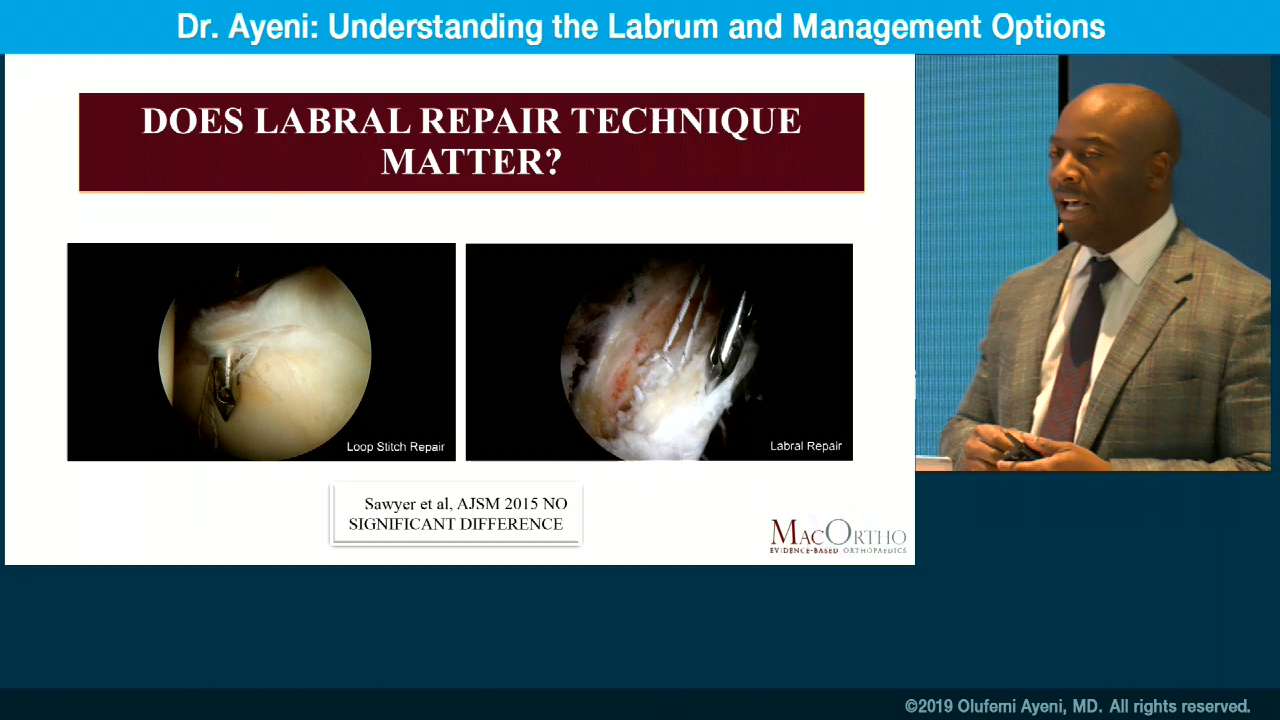 Dr. Ayeni: Understanding the Labrum and Management Options
DOES LABRAL REPAIR TECHNIQUE
MATTER?
Loop Stitch Repair
Labral Repair
Sawyer et al, AJSM 2015 NO
SIGNIFICANT DIFFERENCE
MACORTHO
EVIDENCE-BASED ORTHOPAEDICS
©2019 Olufemi Ayeni, MD. All rights reserved.